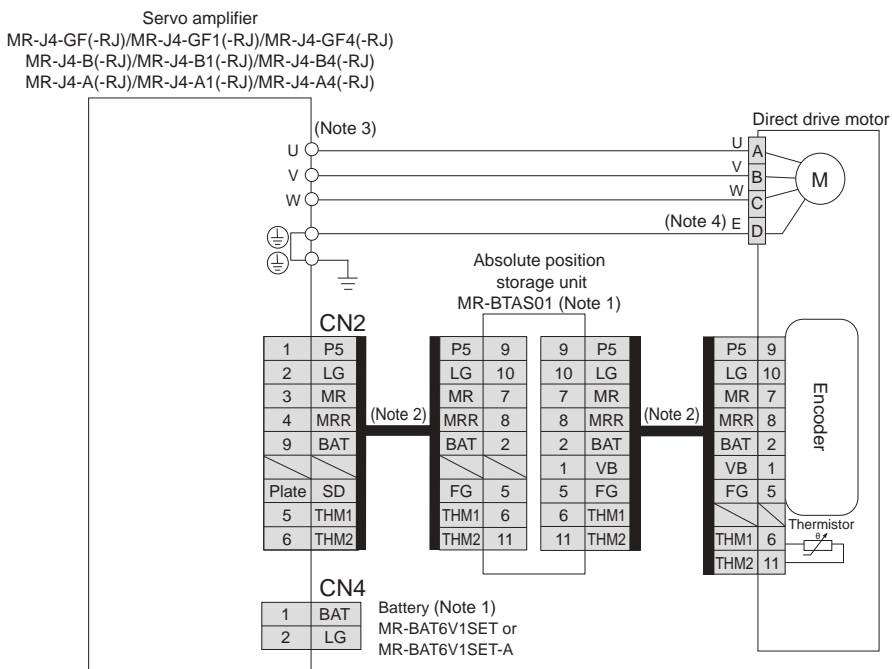 Servo amplifier
MR-J4-GF(-RJ)/MR-J4-GF1(-RJ)/MR-J4-GF4(-RJ)
MR-J4-B(-RJ)/MR-J4-B1(-RJ)/MR-J4-B4(-RJ)
MR-J4-A(-RJ)/MR-J4-A1(-RJ)/MR-J4-A4(-RJ)
Direct drive motor
(Note 3)
U U A
V V B M
W W C
(Note 4) E D
Absolute position
storage unit
MR-BTAS01 (Note 1)
CN2
1 P5 P5 9 9 P5 P5 9
2 LG LG 10 10 LG LG 10
3 MR MR 7 7 MR MR 7
4 MRR (Note 2) MRR 8 8 MRR (Note 2) MRR 8
9 BAT BAT 2 2 BAT BAT 2
1 VB VB 1
Plate SD FG 5 5 FG FG 5
Encoder
Thermistor
θ
5 THM1 THM1 6 6 THM1 THM1 6
6 THM2 THM2 11 11 THM2 THM2 11
CN4
1 BAT Battery (Note 1)
2 LG MR-BAT6V1SET or
MR-BAT6V1SET-A